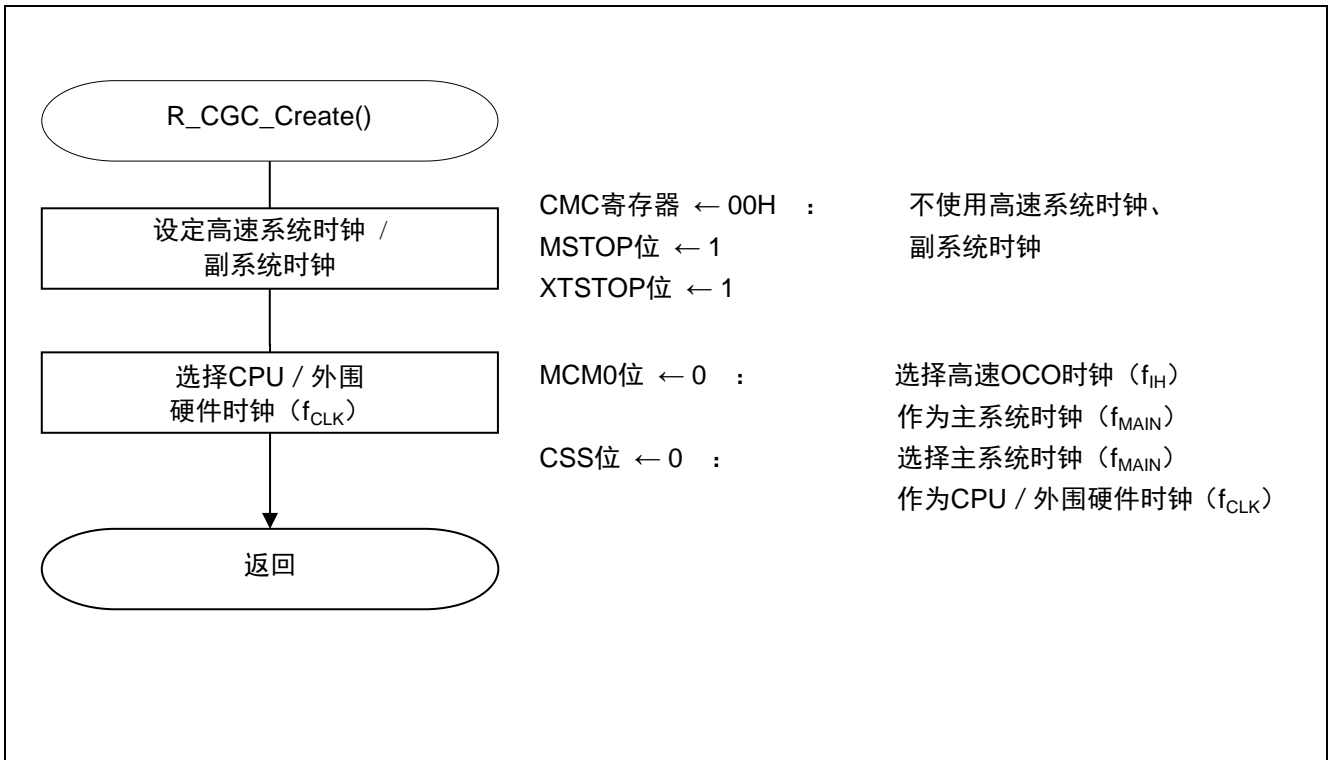 R_CGC_Create()
设定高速系统时钟 /
副系统时钟
CMC寄存器 ← 00H ： 不使用高速系统时钟、
MSTOP位 ← 1 副系统时钟
XTSTOP位 ← 1
选择CPU / 外围
硬件时钟（fCLK）
MCM0位 ← 0 ： 选择高速OCO时钟（fIH）
作为主系统时钟（fMAIN）
CSS位 ← 0 ： 选择主系统时钟（fMAIN）
作为CPU / 外围硬件时钟（fCLK）
返回